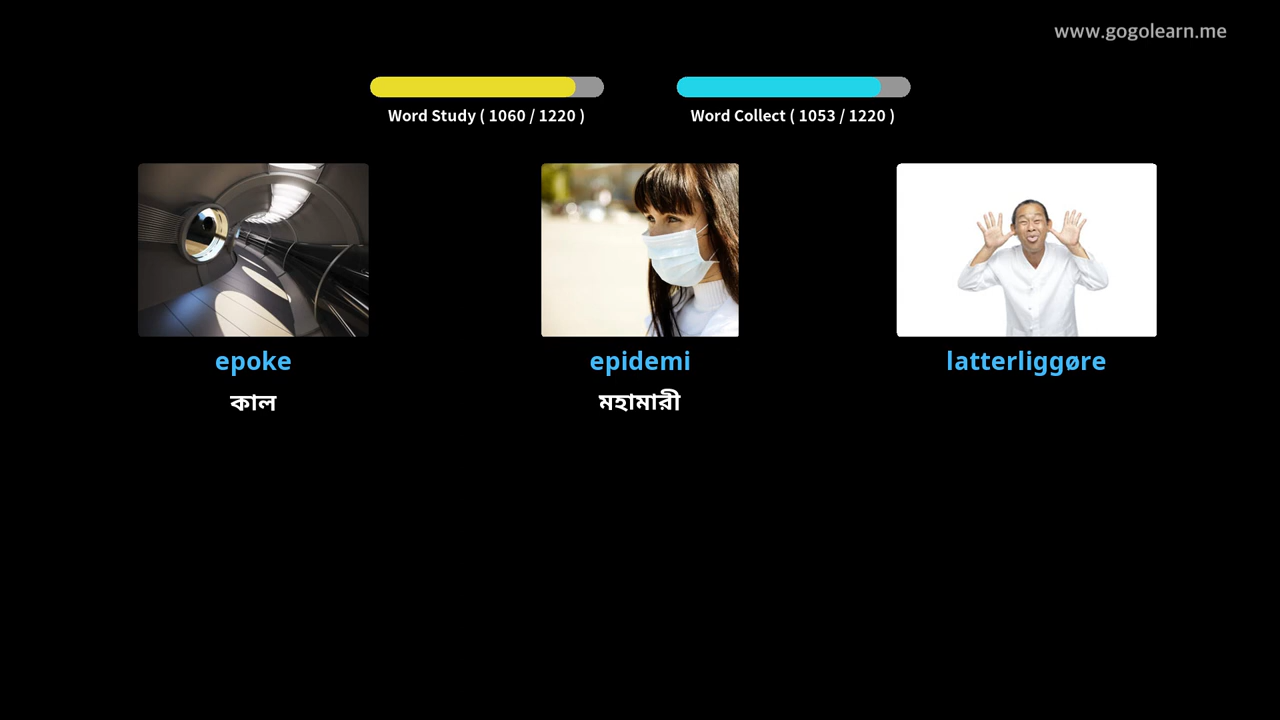 www.gogolearn.me
Word Study ( 1060 / 1220 )
Word Collect ( 1053 / 1220 )
epoke
epidemi
latterliggøre
কাল
মহামারী